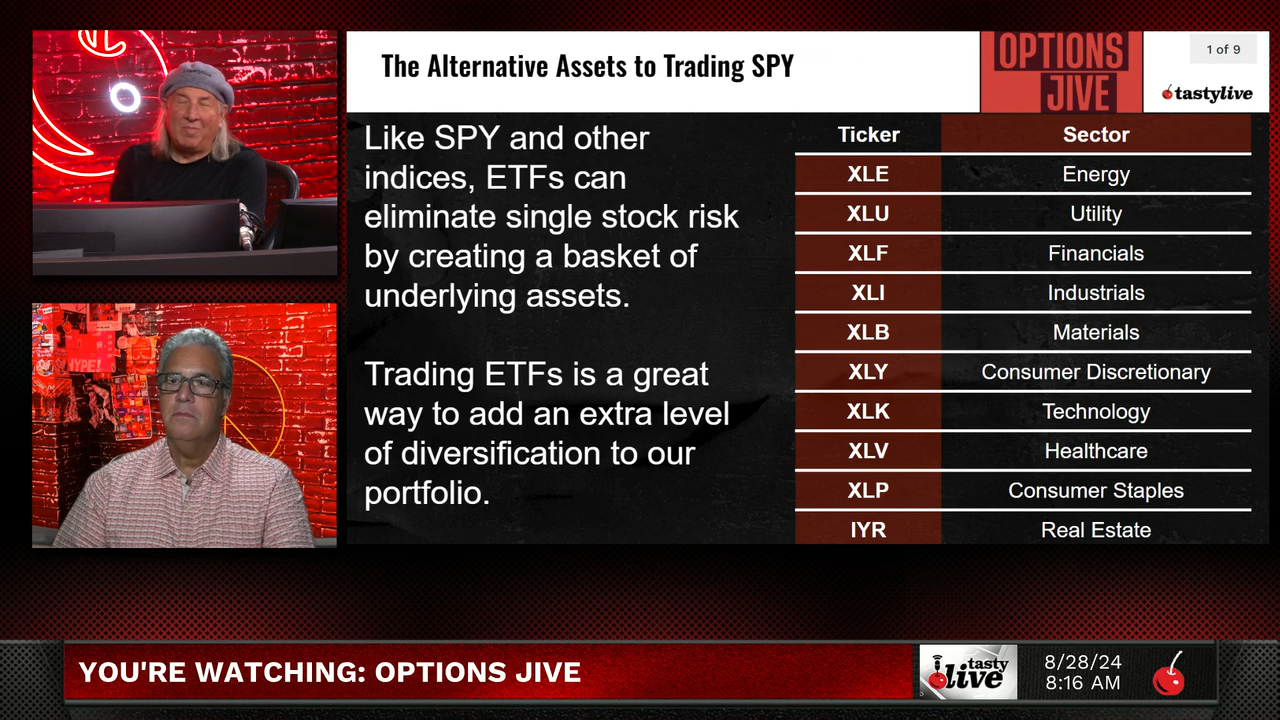 The Alternative Assets to Trading SPY
OPTIONS
JIVE
1 of 9
tastylive
Like SPY and other
indices, ETFs can
eliminate single stock risk
by creating a basket of
underlying assets.
Trading ETFs is a great
way to add an extra level
of diversification to our
portfolio.
Ticker Sector
XLE Energy
XLU Utility
XLF Financials
XLI Industrials
XLB Materials
XLY Consumer Discretionary
XLK Technology
XLV Healthcare
XLP Consumer Staples
IYR Real Estate
HYPE!
YOU'RE WATCHING: OPTIONS JIVE
tasty
live
8/28/24
8:16 AM